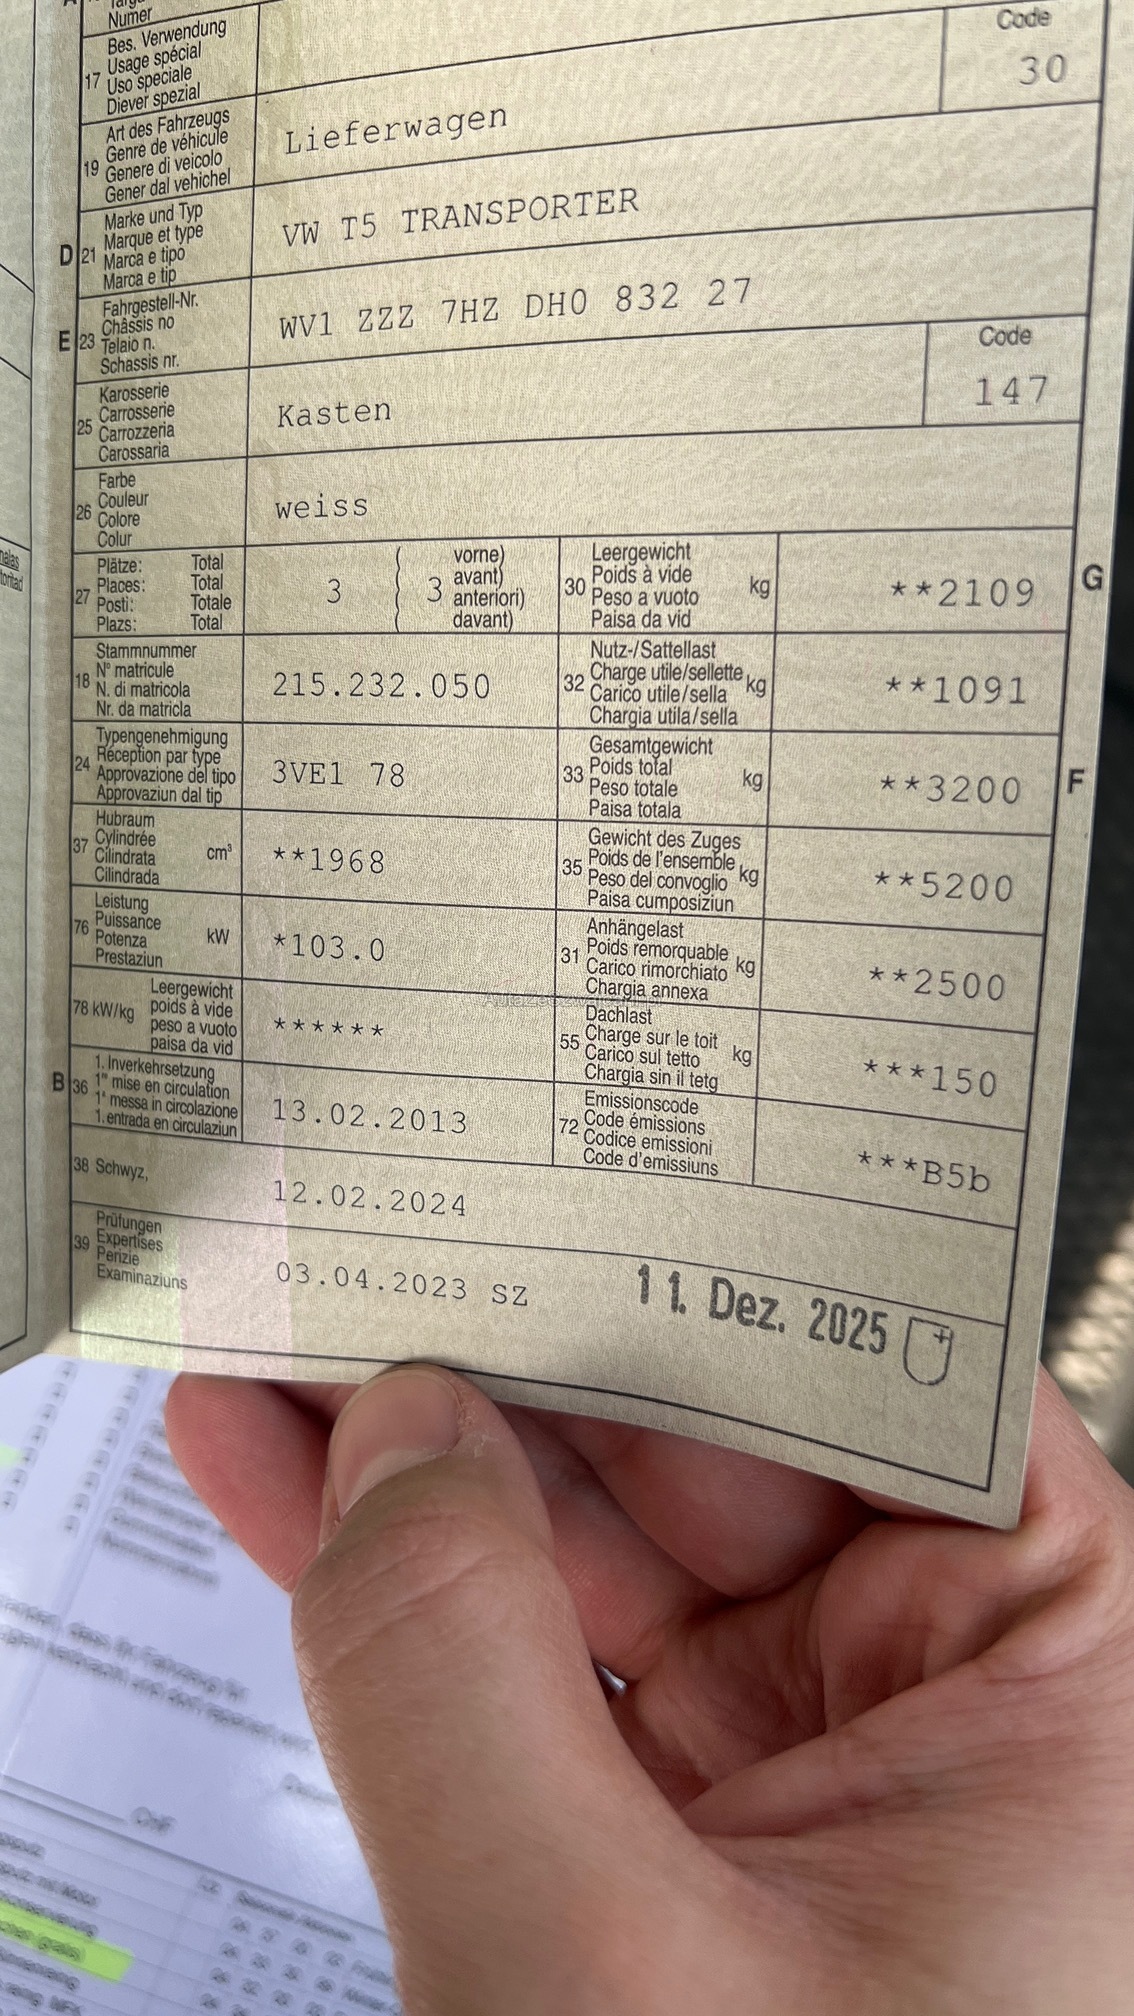 Numer
Bes. Verwendung
17 Usage spécial
Uso speciale
Diever spezial
Code
30
Art des Fahrzeugs
19 Genre de véhicule
Genere di veicolo
Gener dal vehichel
Lieferwagen
Marke und Typ
D 21 Marque et type
Marca e tipo
Marca e tip
VW T5 TRANSPORTER
Fahrgestell-Nr.
E 23 Châssis no
Telaio n.
Schassis nr.
WV1 ZZZ 7HZ DH0 832 27
Karosserie
25 Carrosserie
Carrozzeria
Carossaria
Kasten
Code
147
Farbe
26 Couleur
Colore
Colur
weiss
Plätze: Total
27 Places: Total
Posti: Totale
Plazs: Total
3 ( 3 vorne)
avant)
anteriori)
davant)
Leergewicht
30 Poids à vide kg
Peso a vuoto
Paisa da vid
**2109
G
Stammnummer
18 N° matricule
N. di matricola
Nr. da matricla
215.232.050
Nutz-/Sattellast
32 Charge utile/sellette kg
Carico utile/sella
Chargia utila/sella
**1091
Typengenehmigung
24 Réception par type
Approvazione del tipo
Approvaziun dal tip
3VE1 78
Gesamtgewicht
33 Poids total kg
Peso totale
Paisa totala
**3200
F
Hubraum
37 Cylindrée cm³
Cilindrata
Cilindrada
**1968
Gewicht des Zuges
35 Poids de l'ensemble kg
Peso del convoglio
Paisa cumposiziun
**5200
Leistung
76 Puissance kW
Potenza
Prestaziun
*103.0
Anhängelast
31 Poids remorquable kg
Carico rimorchiato
Chargia annexa
**2500
Leergewicht
78 kW/kg poids à vide
peso a vuoto
paisa da vid
******
Dachlast
55 Charge sur le toit kg
Carico sul tetto
Chargia sin il tetg
***150
1. Inverkehrsetzung
B 36 1re mise en circulation
1a messa in circolazione
1. entrada en circulaziun
13.02.2013
Emissionscode
72 Code émissions
Codice emissioni
Code d'emissiuns
***B5b
38 Schwyz,
12.02.2024
Prüfungen
39 Expertises
Perizie
Examinaziuns
03.04.2023 SZ
11. Dez. 2025
CHF